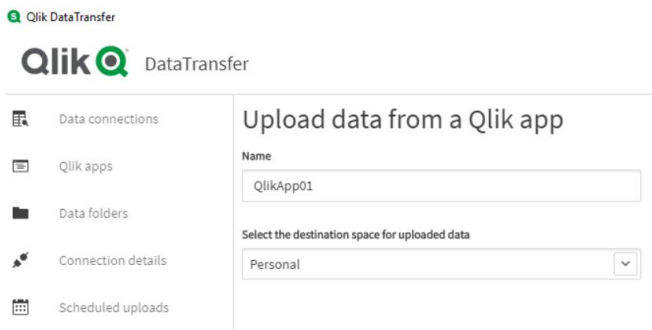 Qlik DataTransfer
Qlik DataTransfer
Data connections
Qlik apps
Data folders
Connection details
Scheduled uploads
Upload data from a Qlik app
Name
QlikApp01
Select the destination space for uploaded data
Personal